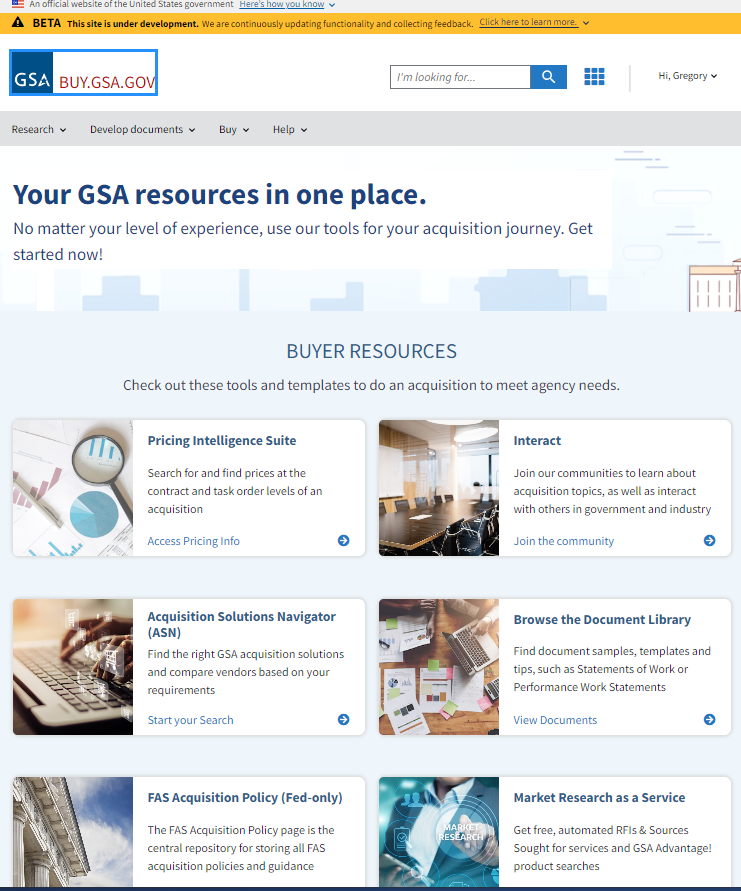 An official website of the United States government Here's how you know
BETA This site is under development. We are continuously updating functionality and collecting feedback. Click here to learn more.
GSA BUY.GSA.GOV
I'm looking for...
Hi, Gregory
Research Develop documents Buy Help
Your GSA resources in one place.
No matter your level of experience, use our tools for your acquisition journey. Get
started now!
BUYER RESOURCES
Check out these tools and templates to do an acquisition to meet agency needs.
Pricing Intelligence Suite
Search for and find prices at the
contract and task order levels of an
acquisition
Access Pricing Info
Interact
Join our communities to learn about
acquisition topics, as well as interact
with others in government and industry
Join the community
Acquisition Solutions Navigator
(ASN)
Find the right GSA acquisition solutions
and compare vendors based on your
requirements
Start your Search
Browse the Document Library
Find document samples, templates and
tips, such as Statements of Work or
Performance Work Statements
View Documents
FAS Acquisition Policy (Fed-only)
The FAS Acquisition Policy page is the
central repository for storing all FAS
acquisition policies and guidance
MARKET
RESEARCH
Market Research as a Service
Get free, automated RFIs & Sources
Sought for services and GSA Advantage!
product searches